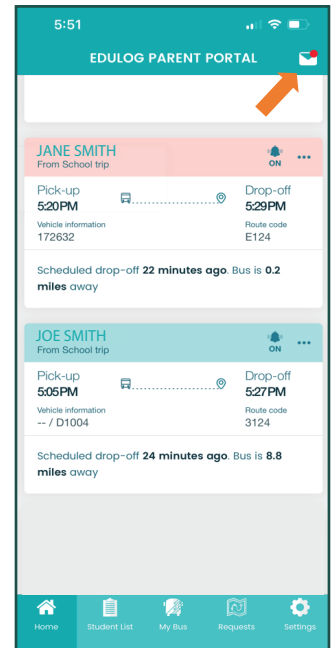 5:51
EDULOG PARENT PORTAL
JANE SMITH
From School trip
ON
Pick-up
Drop-off
5:20PM
5:29PM
Vehicle information
Route code
172632
E124
Scheduled drop-off 22 minutes ago. Bus is 0.2
miles away
JOE SMITH
From School trip
ON
Pick-up
Drop-off
5:05PM
5:27PM
Vehicle information
Route code
-- / D1004
3124
Scheduled drop-off 24 minutes ago. Bus is 8.8
miles away
Home Student List My Bus Requests Settings